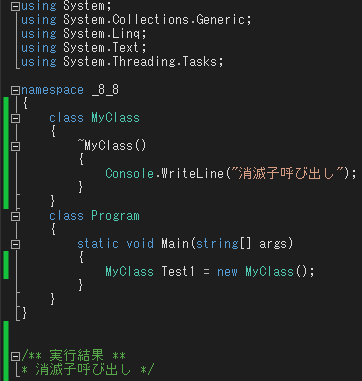 using System;
using System.Collections.Generic;
using System.Linq;
using System.Text;
using System.Threading.Tasks;

namespace _8_8
{
    class MyClass
    {
        ~MyClass()
        {
            Console.WriteLine("消滅子呼び出し");
        }
    }
    class Program
    {
        static void Main(string[] args)
        {
            MyClass Test1 = new MyClass();
        }
    }
}

/** 実行結果 **
* 消滅子呼び出し */